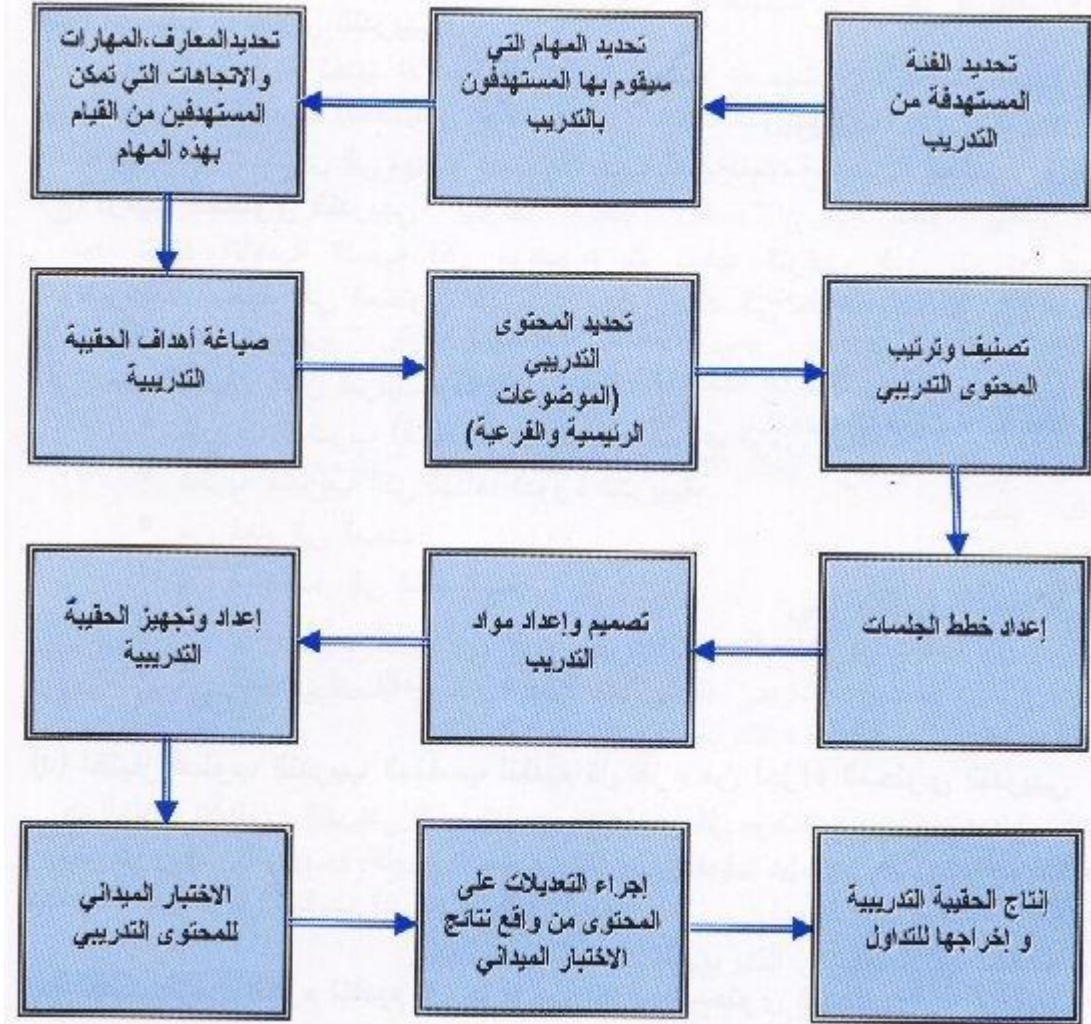 تحديد الفئة
المستهدفة من
التدريب
تحديد المهام التي
سيقوم بها المستهدفون
بالتدريب
تحديدالمعارف،المهارات
والاتجاهات التي تمكن
المستهدفين من القيام
بهذه المهام
صياغة أهداف الحقيبة
التدريبية
تحديد المحتوى
التدريبي
(الموضوعات
الرئيسية والفرعية)
تصنيف وترتيب
المحتوى التدريبي
إعداد خطط الجلسات
تصميم وإعداد مواد
التدريب
إعداد وتجهيز الحقيبة
التدريبية
الاختبار الميداني
للمحتوى التدريبي
إجراء التعديلات على
المحتوى من واقع نتائج
الاختبار الميداني
إنتاج الحقيبة التدريبية
و إخراجها للتداول